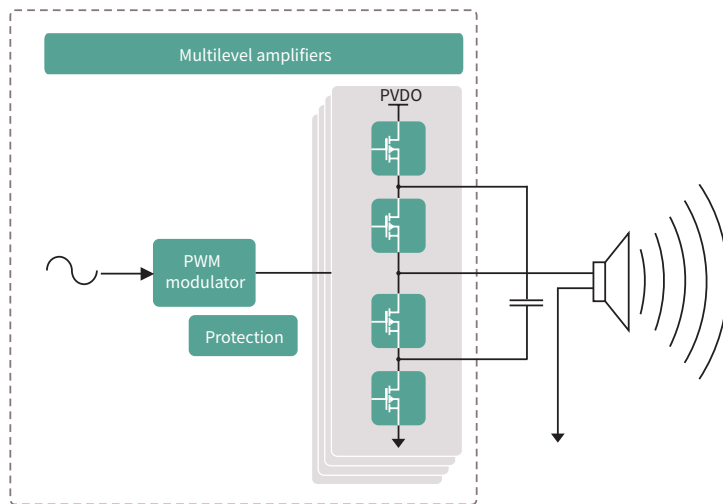 Multilevel amplifiers
PVDO
PWM
modulator
Protection